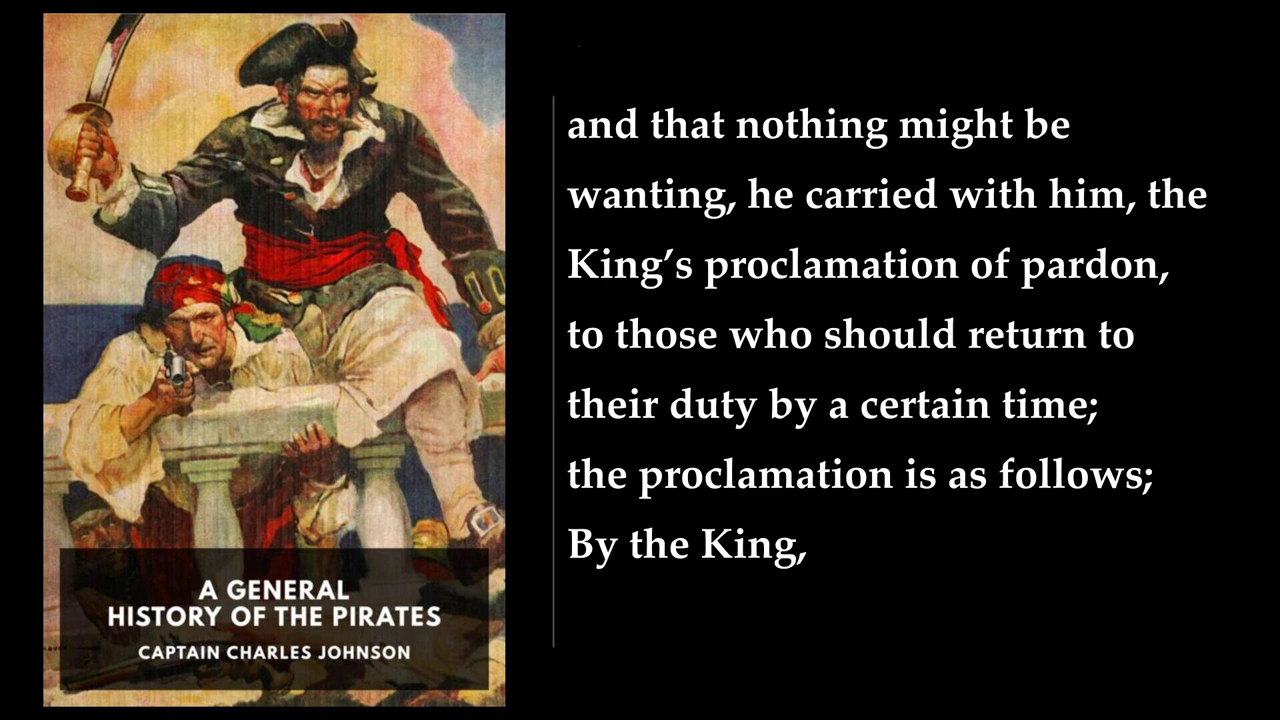 A GENERAL
HISTORY OF THE PIRATES
CAPTAIN CHARLES JOHNSON
and that nothing might be
wanting, he carried with him, the
King’s proclamation of pardon,
to those who should return to
their duty by a certain time;
the proclamation is as follows;
By the King,